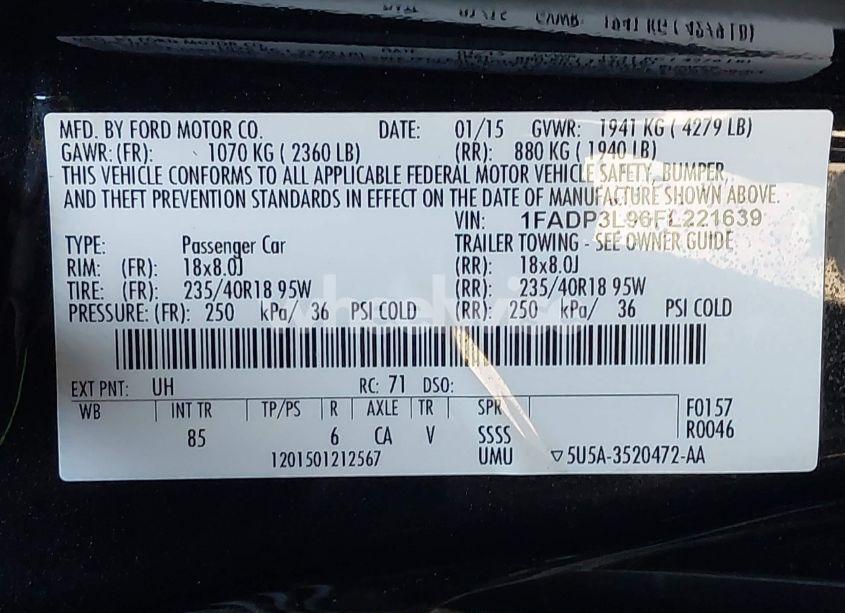 MFD. BY FORD MOTOR CO. DATE: 01/15 GVWR: 1941 KG ( 4279 LB)
GAWR: (FR): 1070 KG ( 2360 LB) (RR): 880 KG ( 1940 LB)
THIS VEHICLE CONFORMS TO ALL APPLICABLE FEDERAL MOTOR VEHICLE SAFETY, BUMPER,
AND THEFT PREVENTION STANDARDS IN EFFECT ON THE DATE OF MANUFACTURE SHOWN ABOVE.
VIN: 1FADP3L96FL221639
TYPE: Passenger Car TRAILER TOWING - SEE OWNER GUIDE
RIM: (FR): 18x8.0J (RR): 18x8.0J
TIRE: (FR): 235/40R18 95W (RR): 235/40R18 95W
PRESSURE: (FR): 250 kPa/ 36 PSI COLD (RR): 250 kPa/ 36 PSI COLD
EXT PNT: UH RC: 71 DSO:
WB INT TR TP/PS R AXLE TR SPR F0157
85 6 CA V SSSS R0046
1201501212567 UMU ▽5U5A-3520472-AA